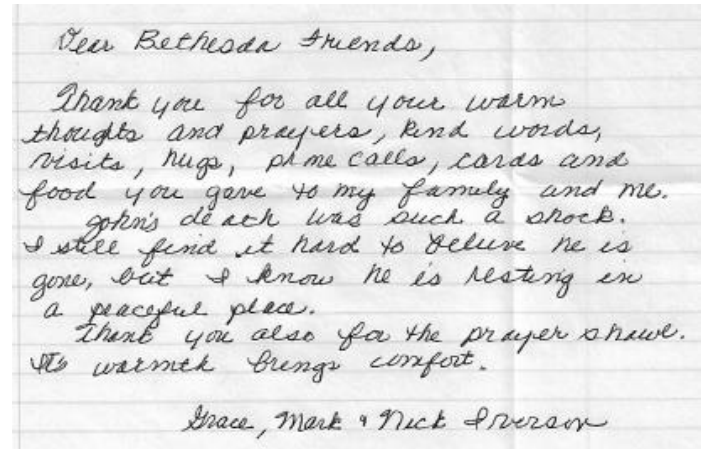 Dear Bethesda Friends,
Thank you for all your warm
thoughts and prayers, kind words,
visits, hugs, phone calls, cards and
food you gave to my family and me.
John's death was such a shock.
I still find it hard to believe he is
gone, but I know he is resting in
a peaceful place.
Thank you also for the prayer shawl.
It's warmth brings comfort.
Grace, Mark & Nick Iverson